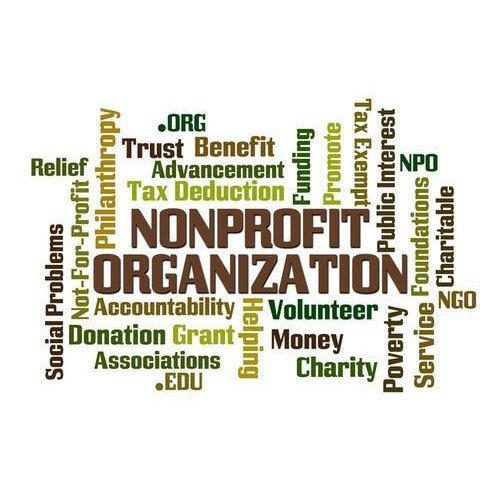 .ORG
Trust
Benefit
Relief
Advancement
Tax Deduction
NPO
NONPROFIT
ORGANIZATION
NGO
Accountability
Volunteer
Donation
Grant
Money
Associations
Charity
.EDU
Social Problems
Not-For-Profit
Philanthropy
Helping
Funding
Promote
Tax Exempt
Public Interest
Poverty
Foundations
Service
Charitable